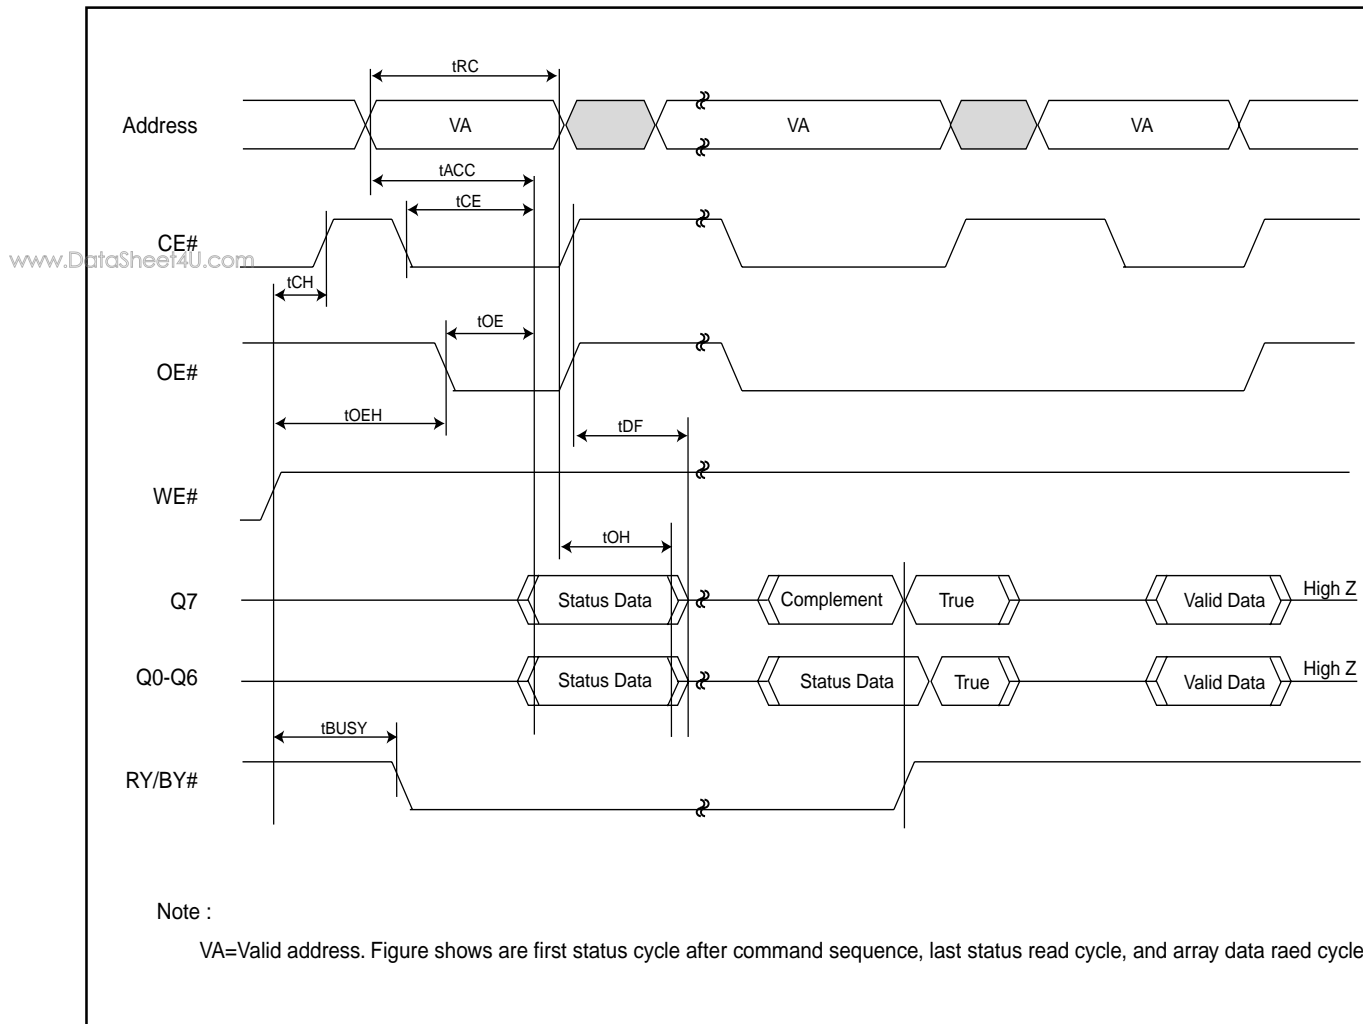 tRC
Address
VA
VA
VA
tACC
tCE
CE#
www.DataSheet4U.com
tCH
tOE
OE#
tOEH
tDF
WE#
tOH
Q7
Status Data
Complement
True
Valid Data
High Z
Q0-Q6
Status Data
Status Data
True
Valid Data
High Z
tBUSY
RY/BY#
Note :
VA=Valid address. Figure shows are first status cycle after command sequence, last status read cycle, and array data raed cycle